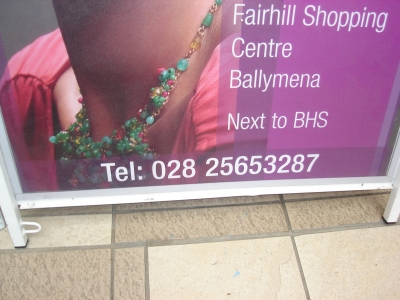 Fairhill Shopping
Centre
Ballymena
Next to BHS
Tel: 028 25653287